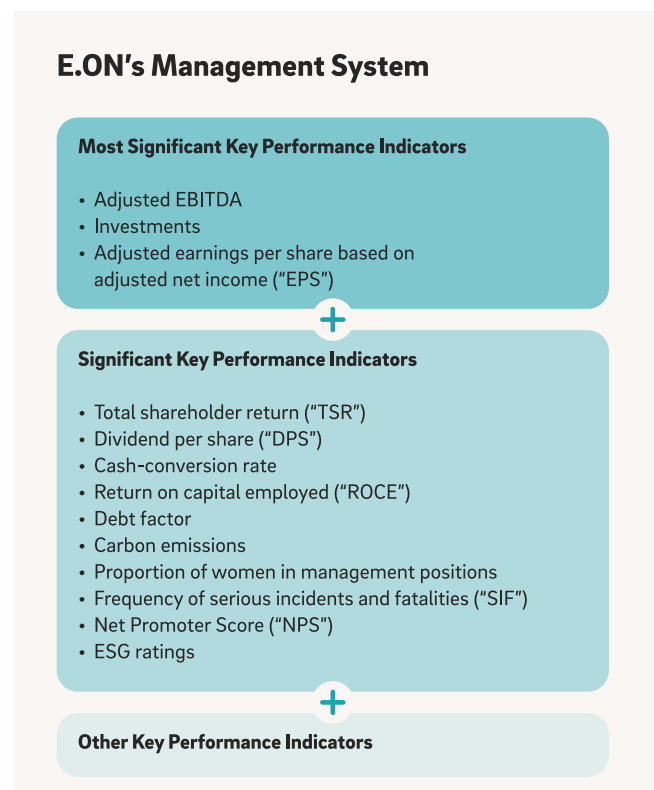 E.ON’s Management System
Most Significant Key Performance Indicators
• Adjusted EBITDA
• Investments
• Adjusted earnings per share based on
adjusted net income (“EPS”)
+
Significant Key Performance Indicators
• Total shareholder return (“TSR”)
• Dividend per share (“DPS”)
• Cash-conversion rate
• Return on capital employed (“ROCE”)
• Debt factor
• Carbon emissions
• Proportion of women in management positions
• Frequency of serious incidents and fatalities (“SIF”)
• Net Promoter Score (“NPS”)
• ESG ratings
+
Other Key Performance Indicators